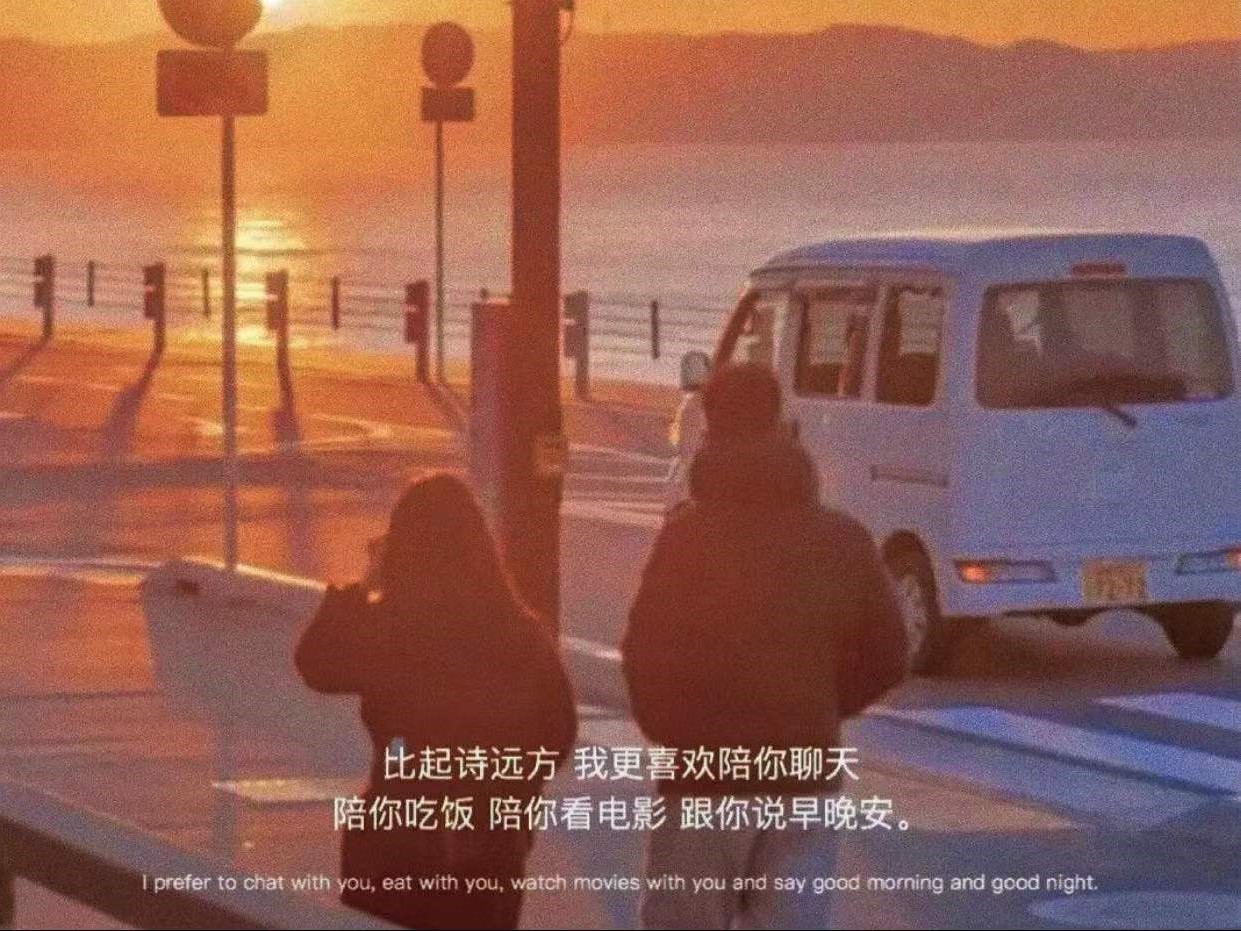 比起诗远方 我更喜欢陪你聊天
陪你吃饭 陪你看电影 跟你说早晚安。
I prefer to chat with you, eat with you, watch movies with you and say good morning and good night.